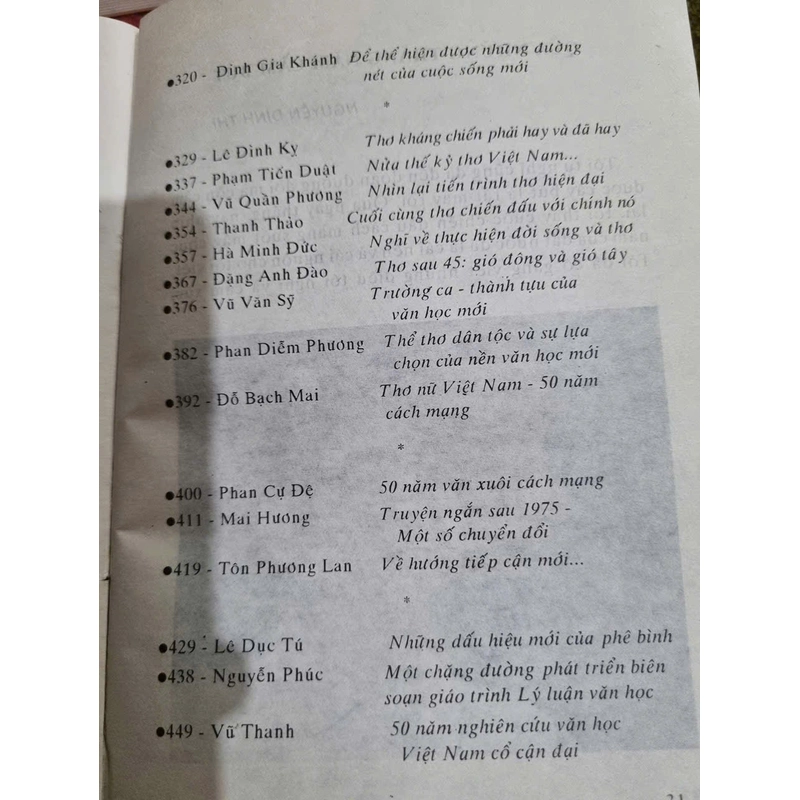 ●320 - Đinh Gia Khánh Để thể hiện được những đường
nét của cuộc sống mới
*
●329 - Lê Đình Kỵ Thơ kháng chiến phải hay và đã hay
●337 - Phạm Tiến Duật Nửa thế kỷ thơ Việt Nam...
●344 - Vũ Quần Phương Nhìn lại tiến trình thơ hiện đại
●354 - Thanh Thảo Cuối cùng thơ chiến đấu với chính nó
●357 - Hà Minh Đức Nghĩ về thực hiện đời sống và thơ
●367 - Đặng Anh Đào Thơ sau 45: gió đông và gió tây
●376 - Vũ Văn Sỹ Trường ca - thành tựu của
văn học mới
●382 - Phan Diễm Phương Thể thơ dân tộc và sự lựa
chọn của nền văn học mới
●392 - Đỗ Bạch Mai Thơ nữ Việt Nam - 50 năm
cách mạng
*
●400 - Phan Cự Đệ 50 năm văn xuôi cách mạng
●411 - Mai Hương Truyện ngắn sau 1975 -
Một số chuyển đổi
●419 - Tôn Phương Lan Về hướng tiếp cận mới...
*
●429 - Lê Dục Tú Những dấu hiệu mới của phê bình
●438 - Nguyễn Phúc Một chặng đường phát triển biên
soạn giáo trình Lý luận văn học
●449 - Vũ Thanh 50 năm nghiên cứu văn học
Việt Nam cổ cận đại